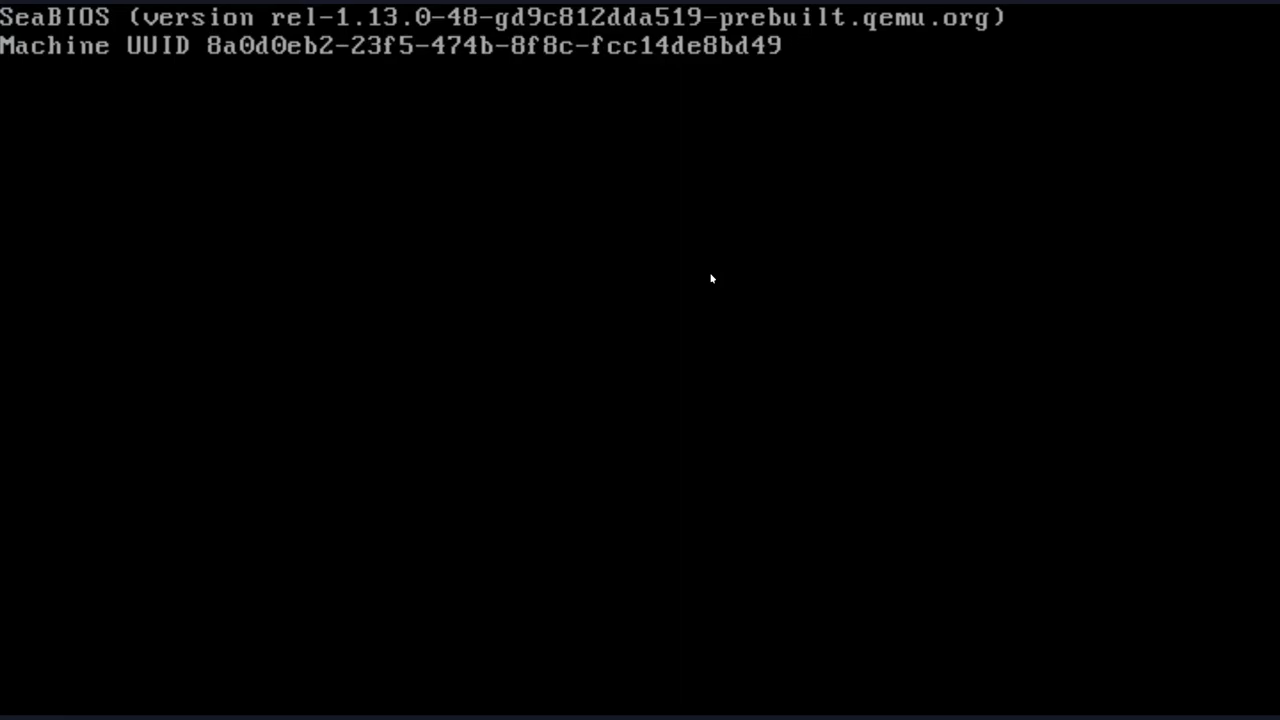 SeaBIOS (version rel-1.13.0-48-gd9c812dda519-prebuilt.qemu.org)
Machine UUID 8a0d0eb2-23f5-474b-8f8c-fcc14de8bd49